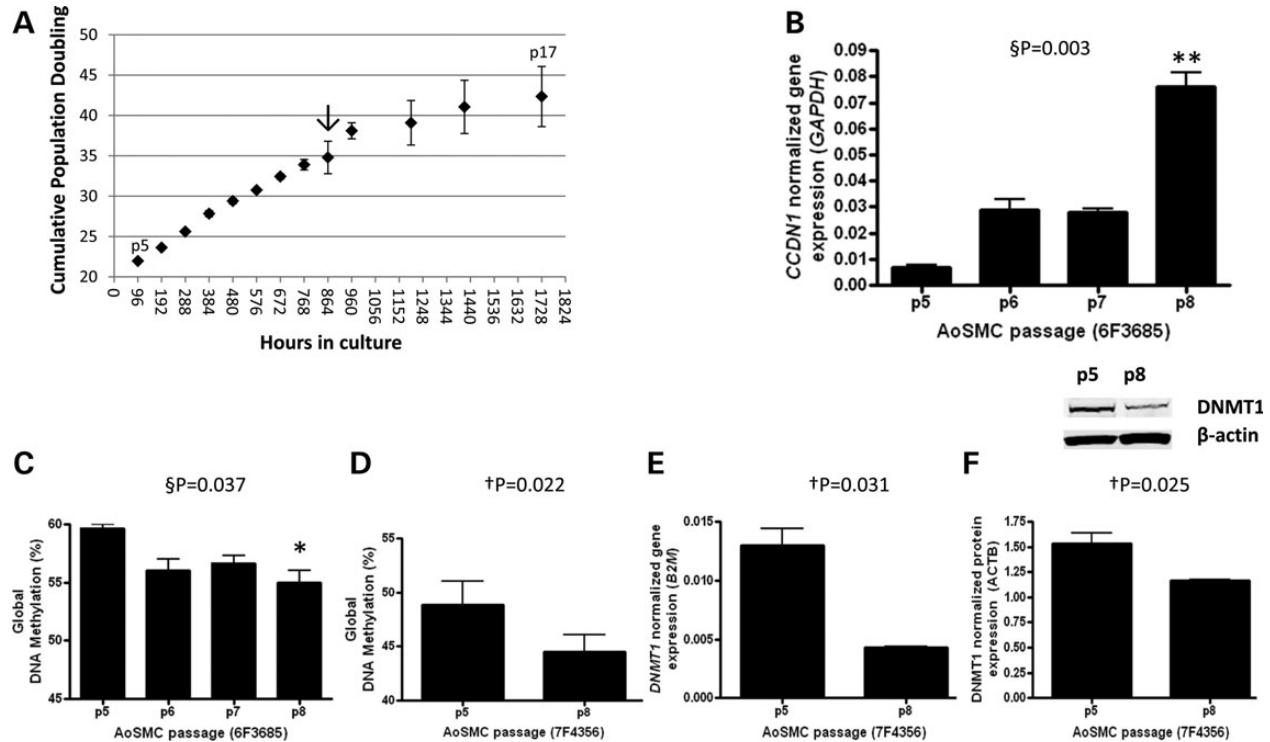 A
Cumulative Population Doubling
50
45
40
35
30
25
20
p5
p17
0
96
192
288
384
480
576
672
768
864
960
1056
1152
1248
1344
1440
1536
1632
1728
1824
Hours in culture
B
§P=0.003
**
CCDN1 normalized gene
expression (GAPDH)
0.09
0.08
0.07
0.06
0.05
0.04
0.03
0.02
0.01
0.00
p5 p6 p7 p8
AoSMC passage (6F3685)
p5 p8
DNMT1
β-actin
C
§P=0.037
*
Global
DNA Methylation (%)
60
55
50
45
p5 p6 p7 p8
AoSMC passage (6F3685)
D
†P=0.022
Global
DNA Methylation (%)
55
50
45
40
p5 p8
AoSMC passage (7F4356)
E
†P=0.031
DNMT1 normalized gene
expression (B2M)
0.015
0.010
0.005
0.000
p5 p8
AoSMC passage (7F4356)
F
†P=0.025
DNMT1 normalized protein
expression (ACTB)
1.75
1.50
1.25
1.00
0.75
0.50
0.25
0.00
p5 p8
AoSMC passage (7F4356)